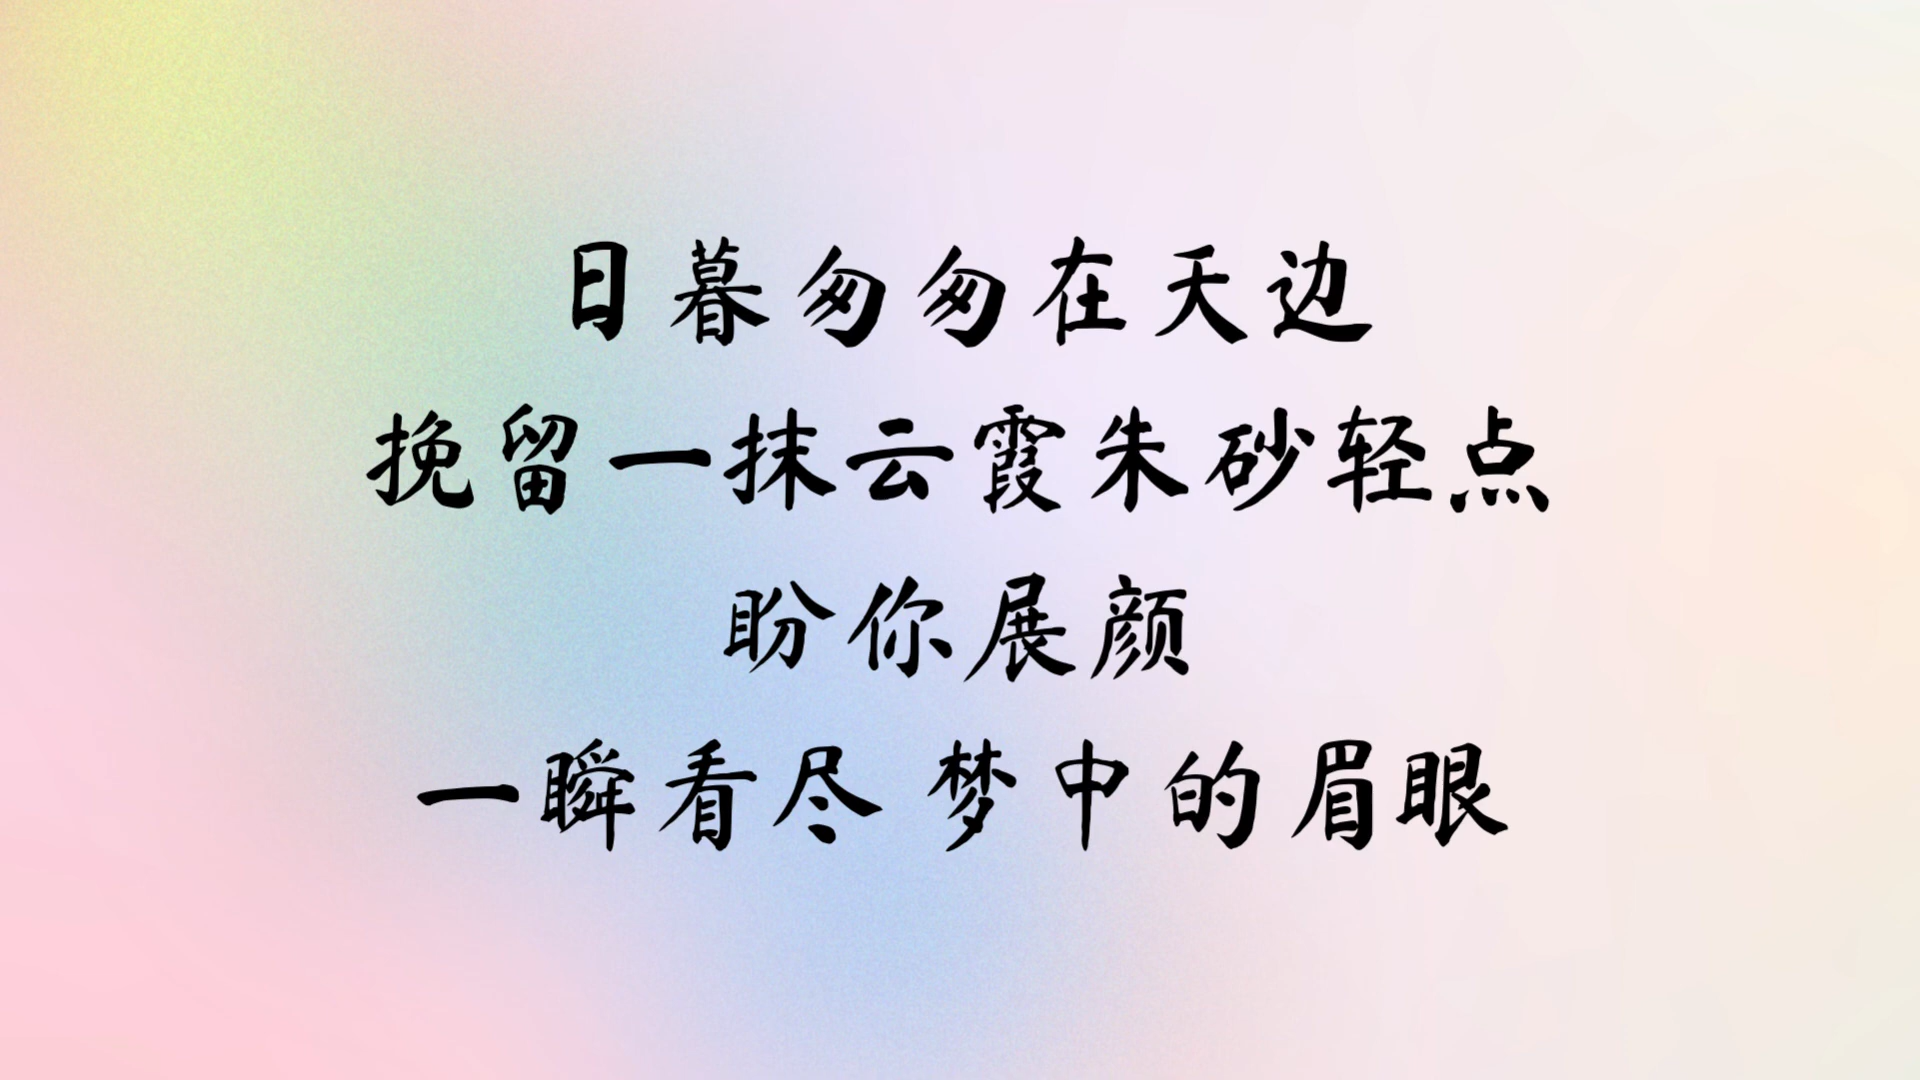 日暮匆匆在天边
挽留一抹云霞朱砂轻点
盼你展颜
一瞬看尽 梦中的眉眼